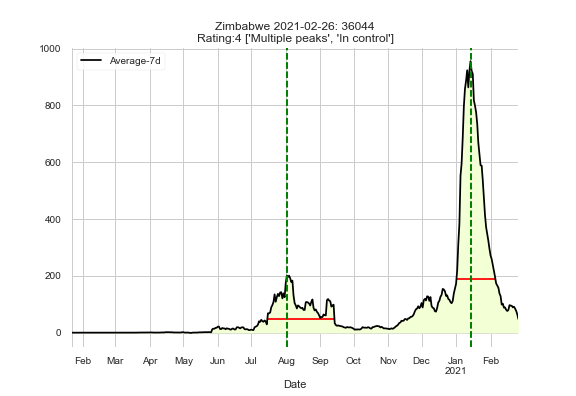 Zimbabwe 2021-02-26: 36044
Rating:4 ['Multiple peaks', 'In control']
1000
Average-7d
800
600
400
200
0
Feb Mar Apr May Jun Jul Aug Sep Oct Nov Dec Jan Feb
2021
Date